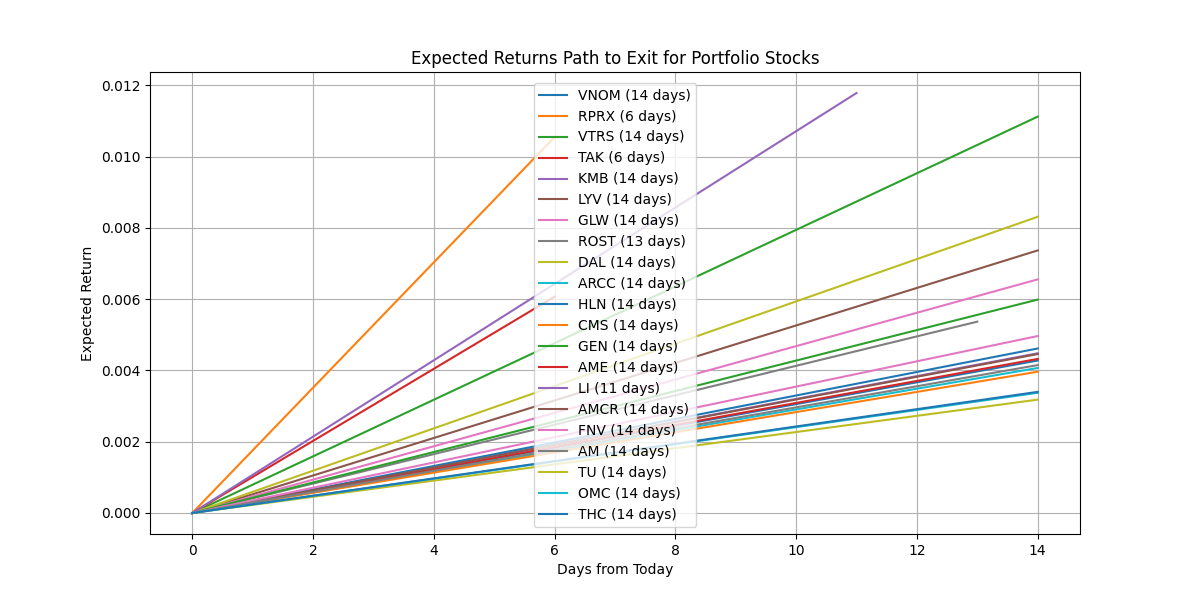 Expected Returns Path to Exit for Portfolio Stocks
Expected Return
0.012
0.010
0.008
0.006
0.004
0.002
0.000
VNOM (14 days)
RPRX (6 days)
VTRS (14 days)
TAK (6 days)
KMB (14 days)
LYV (14 days)
GLW (14 days)
ROST (13 days)
DAL (14 days)
ARCC (14 days)
HLN (14 days)
CMS (14 days)
GEN (14 days)
AME (14 days)
LI (11 days)
AMCR (14 days)
FNV (14 days)
AM (14 days)
TU (14 days)
OMC (14 days)
THC (14 days)
0 2 4 6 8 10 12 14
Days from Today